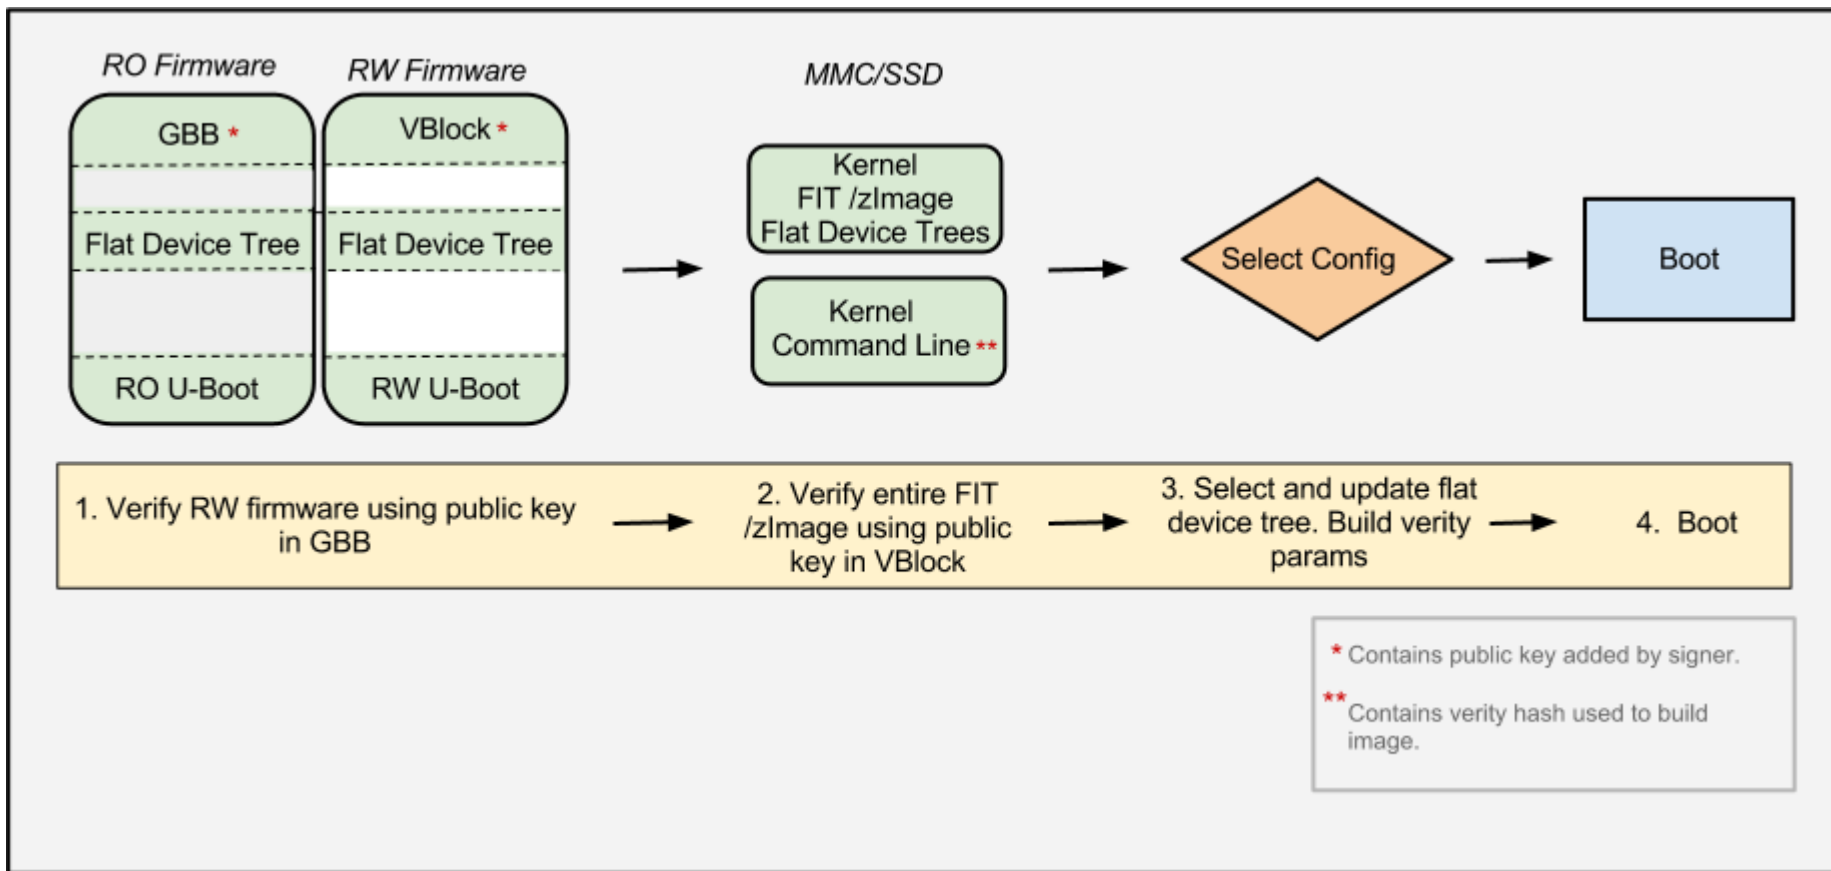 RO Firmware
RW Firmware
MMC/SSD
GBB *
VBlock *
Flat Device Tree
Flat Device Tree
RO U-Boot
RW U-Boot
Kernel
FIT /zImage
Flat Device Trees
Kernel
Command Line **
Select Config
Boot
1. Verify RW firmware using public key
in GBB
2. Verify entire FIT
/zImage using public
key in VBlock
3. Select and update flat
device tree. Build verity
params
4. Boot
* Contains public key added by signer.
** Contains verity hash used to build
image.